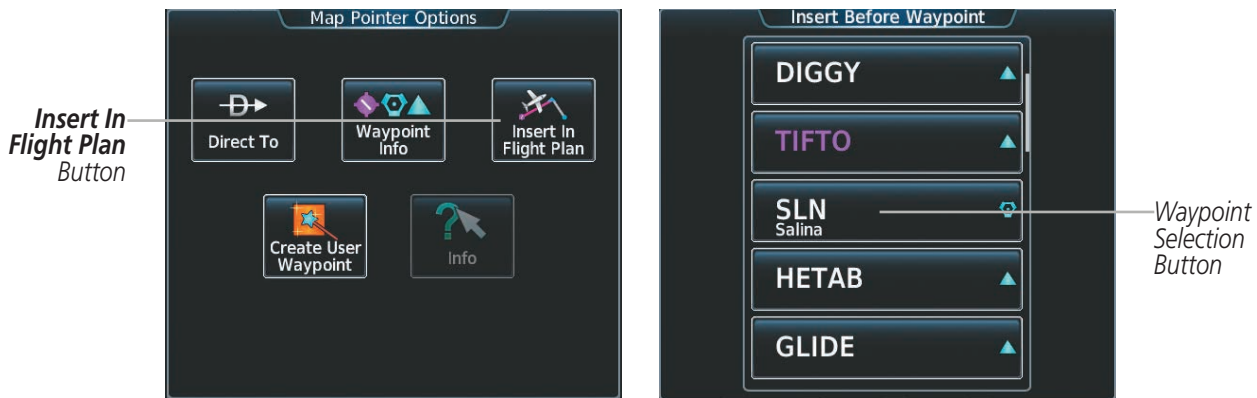 Map Pointer Options
Insert In
Flight Plan
Button
D
Direct To
Waypoint
Info
Insert In
Flight Plan
Create User
Waypoint
?
Info
Insert Before Waypoint
DIGGY
TIFTO
SLN
Salina
HETAB
GLIDE
Waypoint
Selection
Button